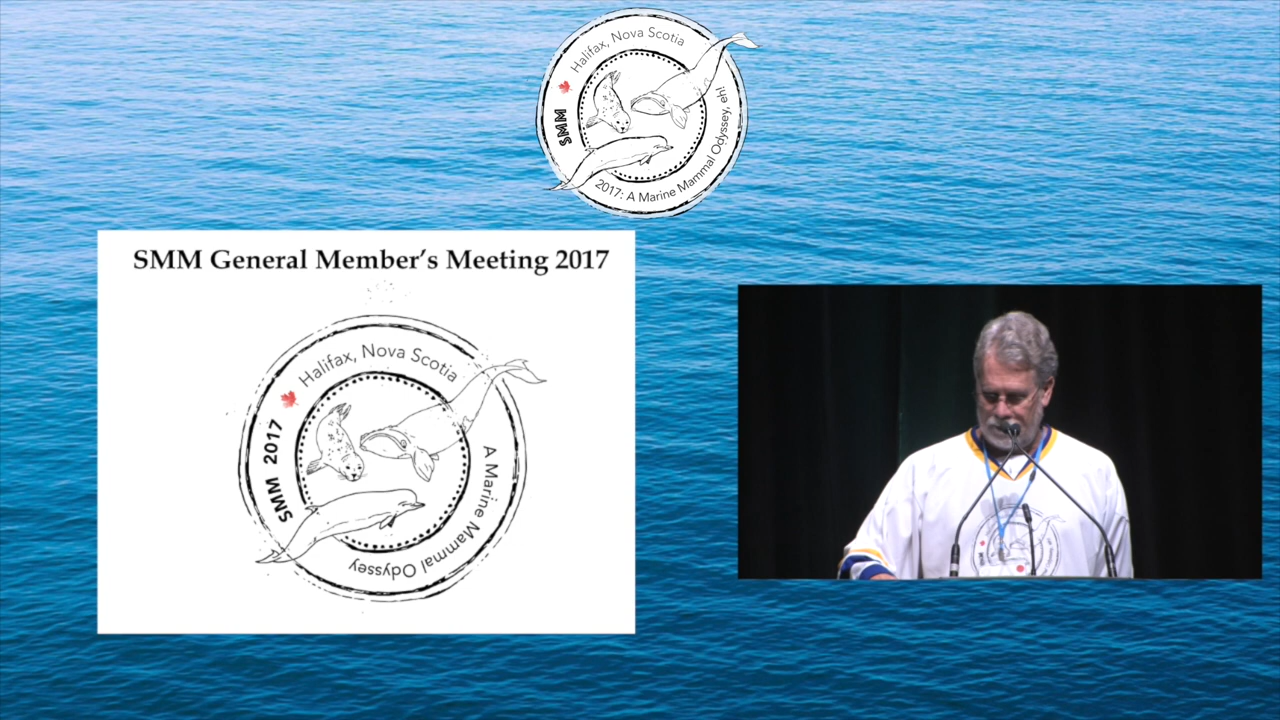 Halifax, Nova Scotia
SMM
2017: A Marine Mammal Odyssey, eh!
SMM General Member’s Meeting 2017
Halifax, Nova Scotia
SMM 2017
A Marine Mammal Odyssey